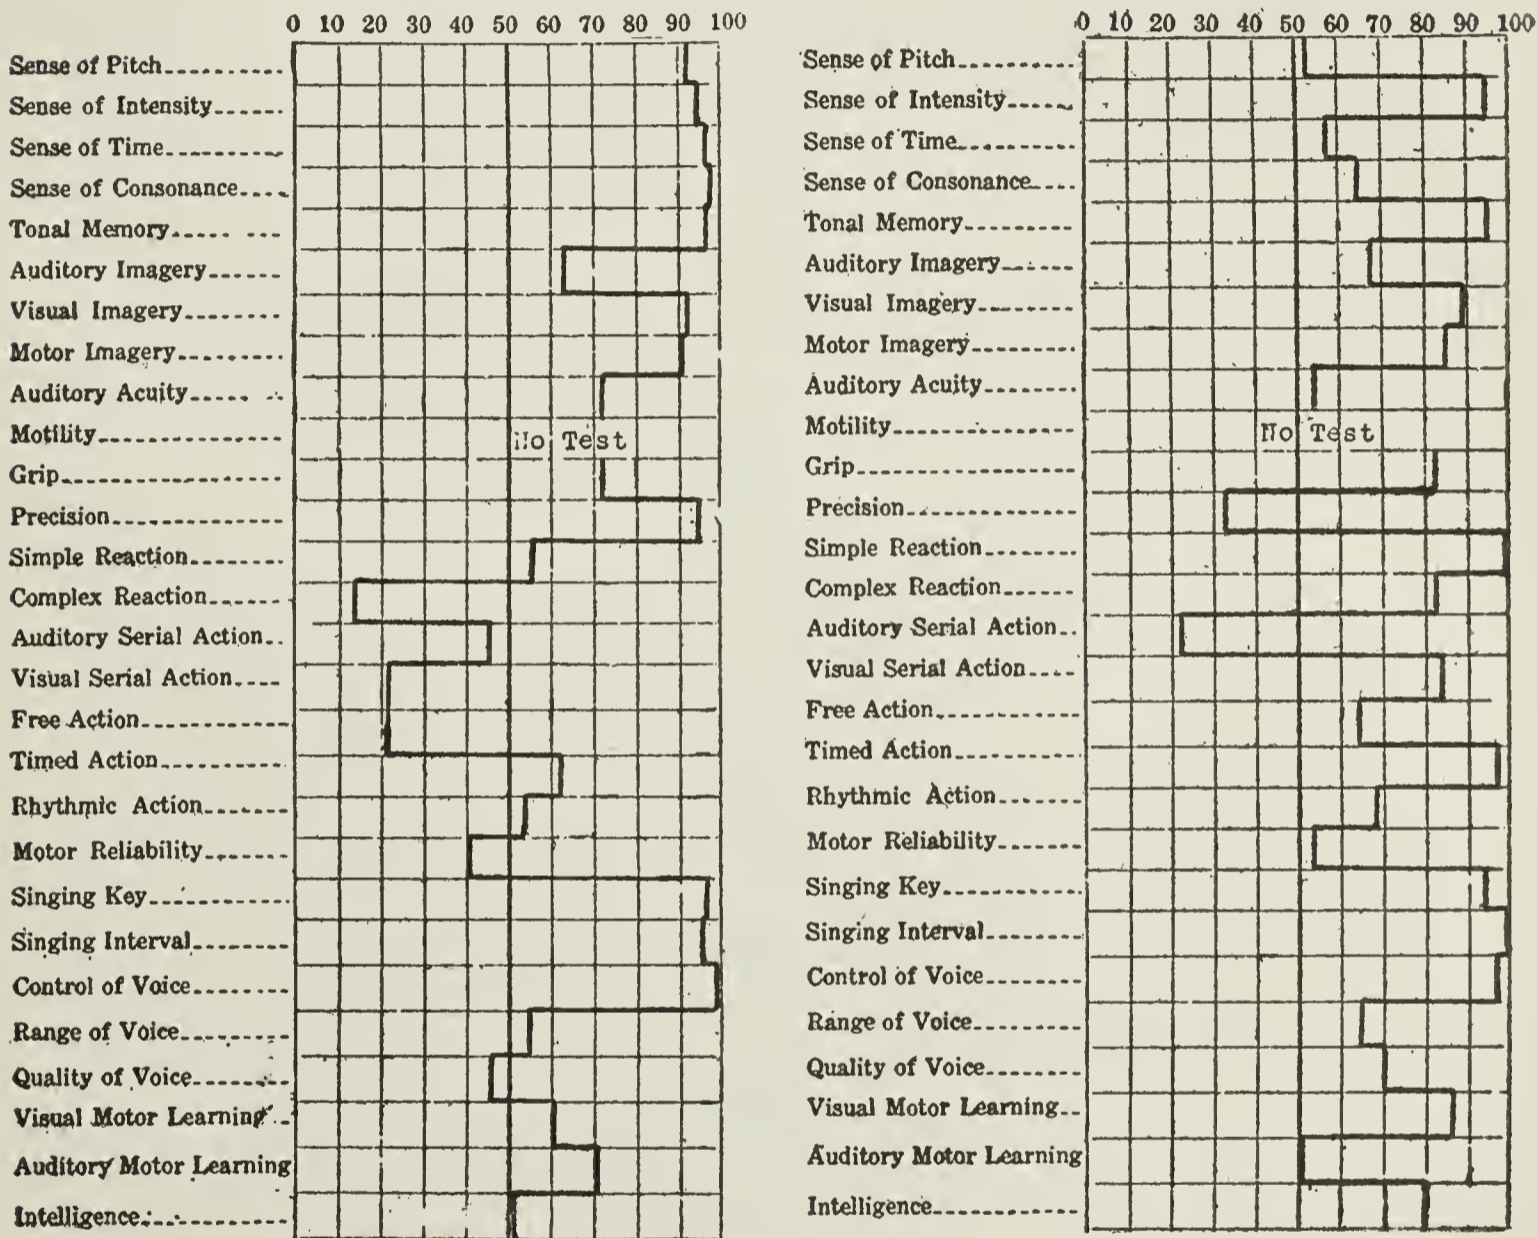 0 10 20 30 40 50 60 70 80 90 100
Sense of Pitch
Sense of Intensity
Sense of Time
Sense of Consonance
Tonal Memory
Auditory Imagery
Visual Imagery
Motor Imagery
Auditory Acuity
Motility
No Test
Grip
Precision
Simple Reaction
Complex Reaction
Auditory Serial Action
Visual Serial Action
Free Action
Timed Action
Rhythmic Action
Motor Reliability
Singing Key
Singing Interval
Control of Voice
Range of Voice
Quality of Voice
Visual Motor Learning
Auditory Motor Learning
Intelligence
0 10 20 30 40 50 60 70 80 90 100
Sense of Pitch
Sense of Intensity
Sense of Time
Sense of Consonance
Tonal Memory
Auditory Imagery
Visual Imagery
Motor Imagery
Auditory Acuity
Motility
No Test
Grip
Precision
Simple Reaction
Complex Reaction
Auditory Serial Action
Visual Serial Action
Free Action
Timed Action
Rhythmic Action
Motor Reliability
Singing Key
Singing Interval
Control of Voice
Range of Voice
Quality of Voice
Visual Motor Learning
Auditory Motor Learning
Intelligence